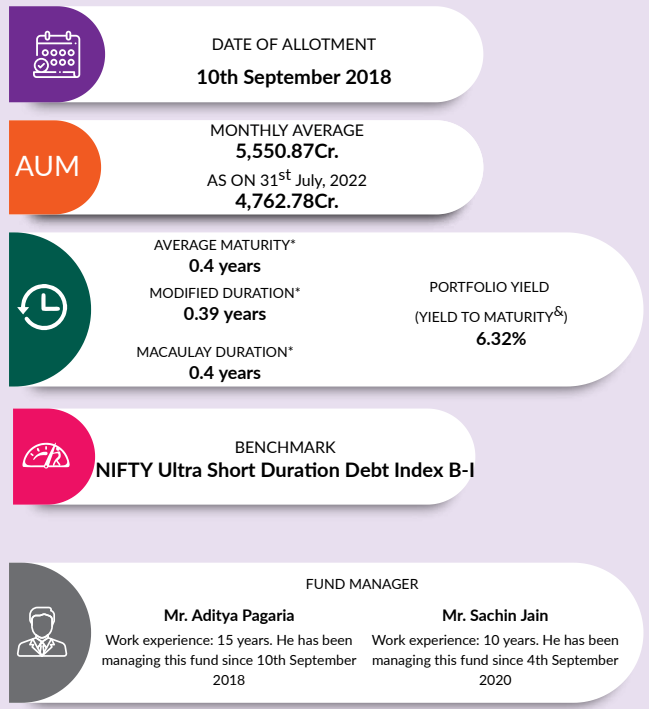 DATE OF ALLOTMENT
10th September 2018
AUM
MONTHLY AVERAGE
5,550.87Cr.
AS ON 31st July, 2022
4,762.78Cr.
AVERAGE MATURITY*
0.4 years
MODIFIED DURATION*
0.39 years
MACAULAY DURATION*
0.4 years
PORTFOLIO YIELD
(YIELD TO MATURITY&)
6.32%
BENCHMARK
NIFTY Ultra Short Duration Debt Index B-I
FUND MANAGER
Mr. Aditya Pagaria
Work experience: 15 years. He has been
managing this fund since 10th September
2018
Mr. Sachin Jain
Work experience: 10 years. He has been
managing this fund since 4th September
2020